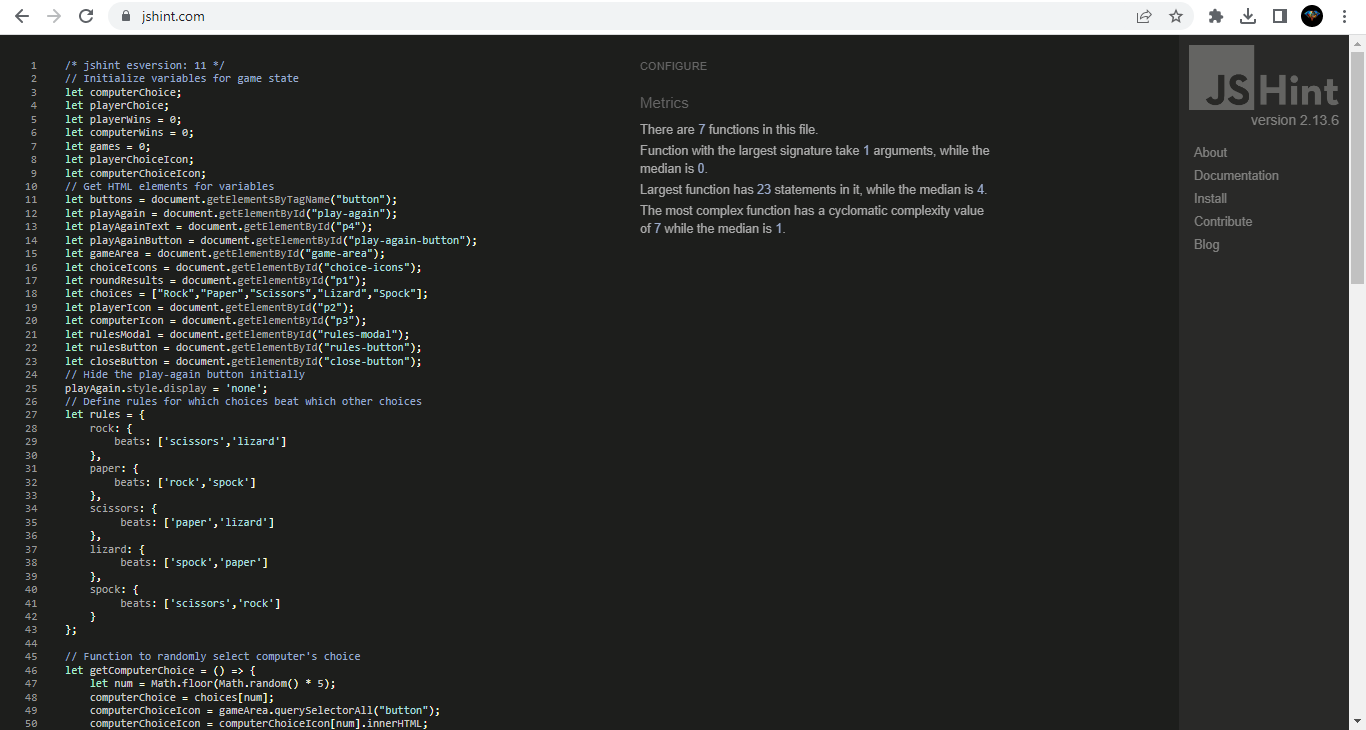 jshint.com
1 /* jshint esversion: 11 */
2 // Initialize variables for game state
3 let computerChoice;
4 let playerChoice;
5 let playerWins = 0;
6 let computerWins = 0;
7 let games = 0;
8 let playerChoiceIcon;
9 let computerChoiceIcon;
10 // Get HTML elements for variables
11 let buttons = document.getElementsByTagName("button");
12 let playAgain = document.getElementById("play-again");
13 let playAgainText = document.getElementById("p4");
14 let playAgainButton = document.getElementById("play-again-button");
15 let gameArea = document.getElementById("game-area");
16 let choiceIcons = document.getElementById("choice-icons");
17 let roundResults = document.getElementById("p1");
18 let choices = ["Rock","Paper","Scissors","Lizard","Spock"];
19 let playerIcon = document.getElementById("p2");
20 let computerIcon = document.getElementById("p3");
21 let rulesModal = document.getElementById("rules-modal");
22 let rulesButton = document.getElementById("rules-button");
23 let closeButton = document.getElementById("close-button");
24 // Hide the play-again button initially
25 playAgain.style.display = 'none';
26 // Define rules for which choices beat which other choices
27 let rules = {
28 rock: {
29 beats: ['scissors','lizard']
30 },
31 paper: {
32 beats: ['rock','spock']
33 },
34 scissors: {
35 beats: ['paper','lizard']
36 },
37 lizard: {
38 beats: ['spock','paper']
39 },
40 spock: {
41 beats: ['scissors','rock']
42 }
43 };
44
45 // Function to randomly select computer's choice
46 let getComputerChoice = () => {
47 let num = Math.floor(Math.random() * 5);
48 computerChoice = choices[num];
49 computerChoiceIcon = gameArea.querySelectorAll("button");
50 computerChoiceIcon = computerChoiceIcon[num].innerHTML;
CONFIGURE
Metrics
There are 7 functions in this file.
Function with the largest signature take 1 arguments, while the
median is 0.
Largest function has 23 statements in it, while the median is 4.
The most complex function has a cyclomatic complexity value
of 7 while the median is 1.
JSHint
version 2.13.6
About
Documentation
Install
Contribute
Blog